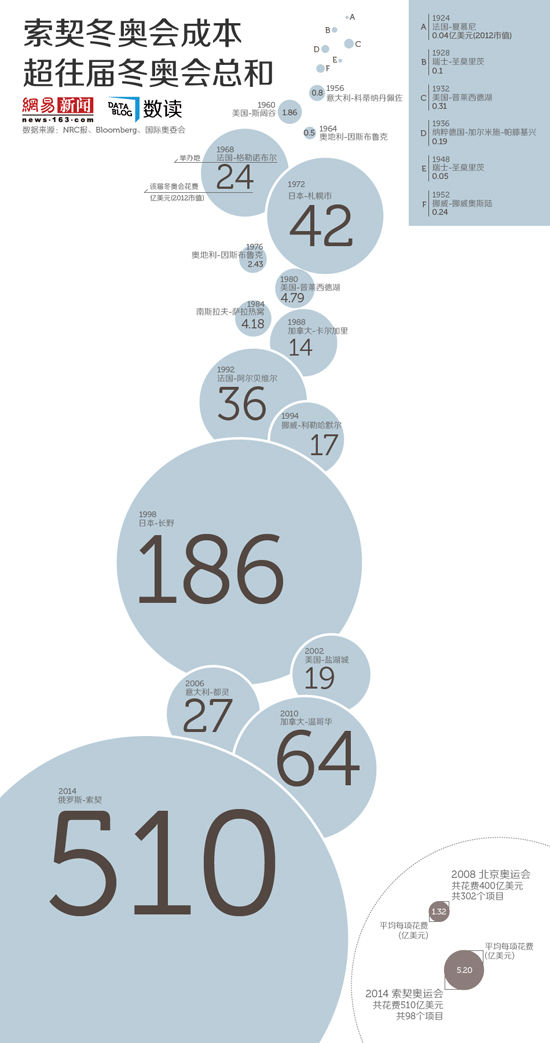 索契冬奥会成本
超往届冬奥会总和
網易 新闻
news.163.com
DATA
BLOG
数读
数据来源：NRC报、Bloomberg、国际奥委会
A
B
C
D
E
F
A
1924
法国-夏慕尼
0.04亿美元(2012市值)
B
1928
瑞士-圣莫里茨
0.1
C
1932
美国-普莱西德湖
0.31
D
1936
纳粹德国-加尔米施-帕滕基兴
0.19
E
1948
瑞士-圣莫里茨
0.05
F
1952
挪威-挪威奥斯陆
0.24
0.8
1956
意大利-科蒂纳丹佩佐
1960
美国-斯阔谷
1.86
0.5
1964
奥地利-因斯布鲁克
举办地
该届冬奥会花费
亿美元(2012市值)
1968
法国-格勒诺布尔
24
1972
日本-札幌市
42
1976
奥地利-因斯布鲁克
2.43
1980
美国-普莱西德湖
4.79
1984
南斯拉夫-萨拉热窝
4.18
1988
加拿大-卡尔加里
14
1992
法国-阿尔贝维尔
36
1994
挪威-利勒哈默尔
17
1998
日本-长野
186
2002
美国-盐湖城
19
2006
意大利-都灵
27
2010
加拿大-温哥华
64
2014
俄罗斯-索契
510
2008 北京奥运会
共花费400亿美元
共302个项目
1.32
平均每项花费
(亿美元)
平均每项花费
(亿美元)
5.20
2014 索契奥运会
共花费510亿美元
共98个项目